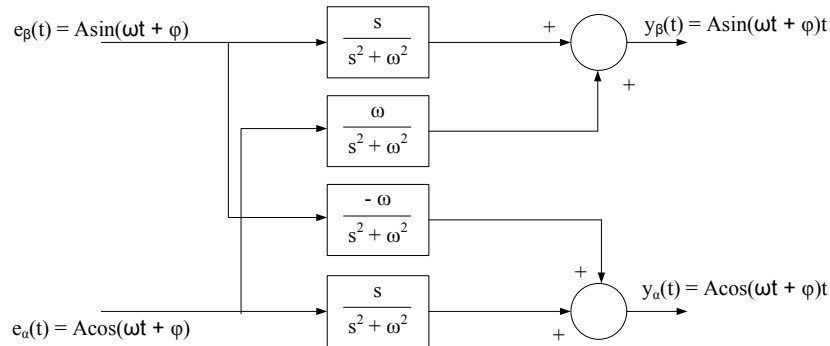 eβ(t) = Asin(ωt + φ)
s
s² + ω²
+
yβ(t) = Asin(ωt + φ)t
+
ω
s² + ω²
- ω
s² + ω²
+
yα(t) = Acos(ωt + φ)t
eα(t) = Acos(ωt + φ)
s
s² + ω²
+